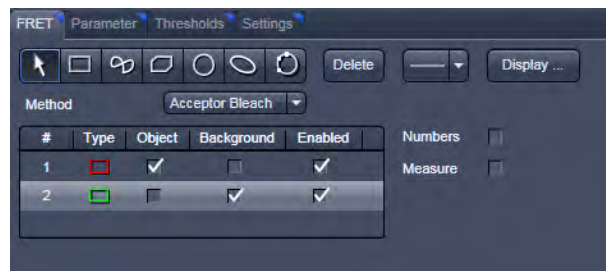 FRET Parameter Thresholds Settings
Delete Display ...
Method Acceptor Bleach
# Type Object Background Enabled Numbers
1 Measure
2